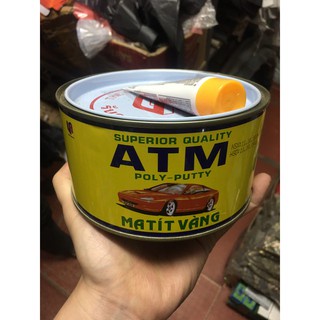 SUPERIOR QUALITY
ATM
POLY-PUTTY
MATÍT VÀNG